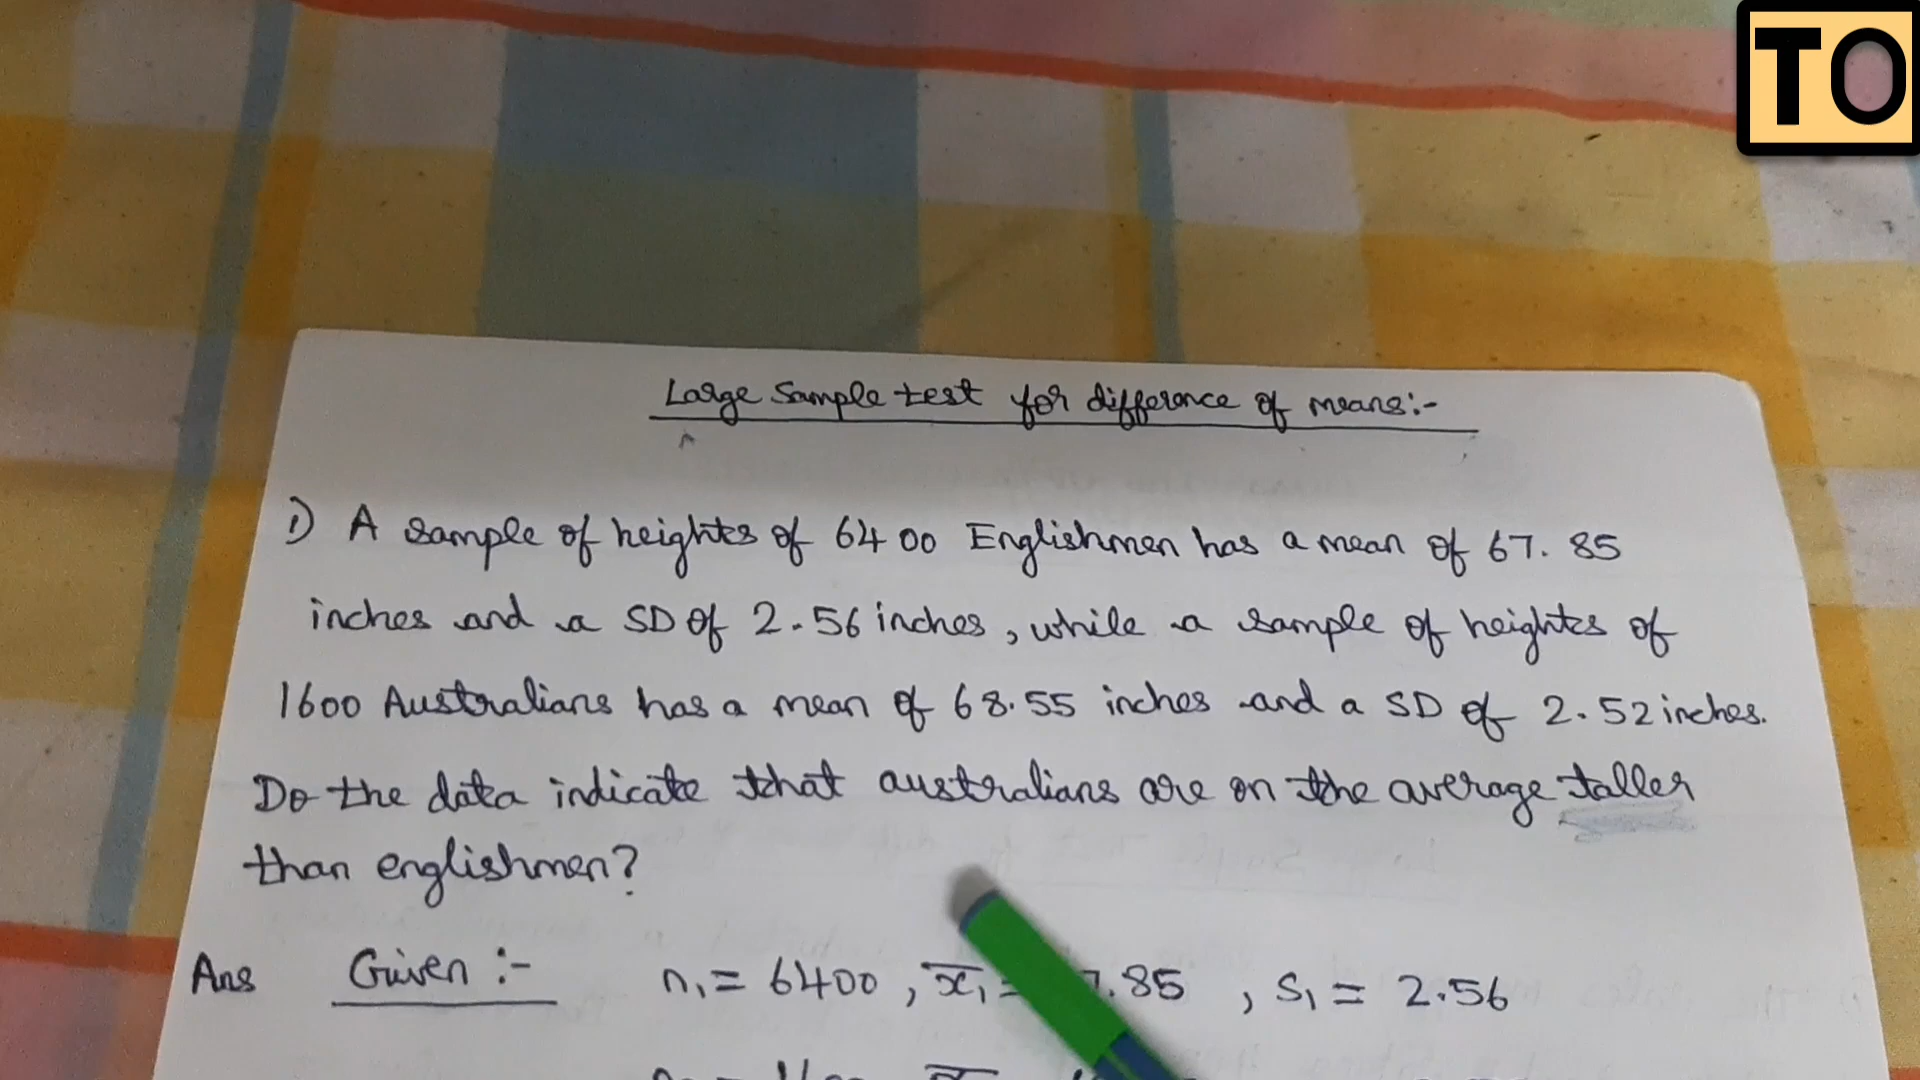 TO
Large Sample test for difference of means:-
1) A sample of heights of 6400 Englishmen has a mean of 67.85
inches and a SD of 2.56 inches, while a sample of heights of
1600 Australians has a mean of 68.55 inches and a SD of 2.52 inches.
Do the data indicate that australians are on the average taller
than englishmen?
Ans Given :- n₁ = 6400, x̄₁ = 7.85, s₁ = 2.56